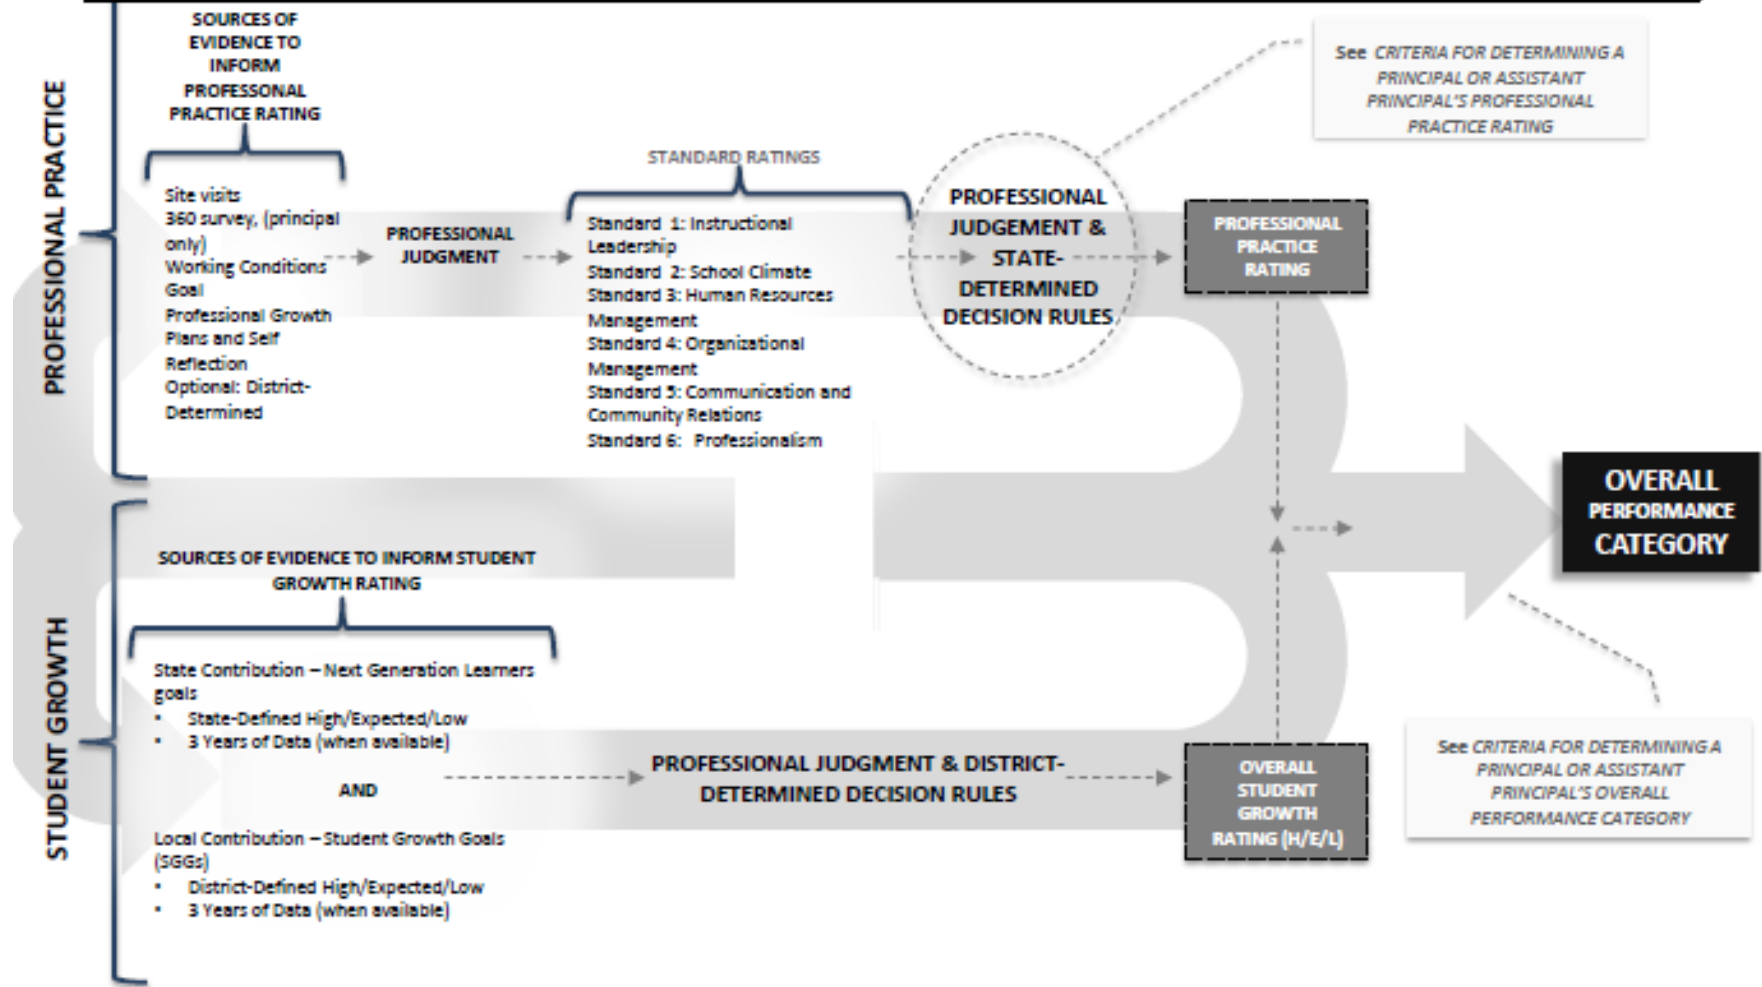 PROFESSIONAL PRACTICE
SOURCES OF
EVIDENCE TO
INFORM
PROFESSONAL
PRACTICE RATING
Site visits
360 survey, (principal
only)
Working Conditions
Goal
Professional Growth
Plans and Self
Reflection
Optional: District-
Determined
PROFESSIONAL
JUDGMENT
STANDARD RATINGS
Standard 1: Instructional
Leadership
Standard 2: School Climate
Standard 3: Human Resources
Management
Standard 4: Organizational
Management
Standard 5: Communication and
Community Relations
Standard 6: Professionalism
PROFESSIONAL
JUDGEMENT &
STATE-
DETERMINED
DECISION RULES
See CRITERIA FOR DETERMINING A
PRINCIPAL OR ASSISTANT
PRINCIPAL'S PROFESSIONAL
PRACTICE RATING
PROFESSIONAL
PRACTICE
RATING
OVERALL
PERFORMANCE
CATEGORY
STUDENT GROWTH
SOURCES OF EVIDENCE TO INFORM STUDENT
GROWTH RATING
State Contribution – Next Generation Learners
goals
• State-Defined High/Expected/Low
• 3 Years of Data (when available)
AND
Local Contribution – Student Growth Goals
(SGGs)
• District-Defined High/Expected/Low
• 3 Years of Data (when available)
PROFESSIONAL JUDGMENT & DISTRICT-
DETERMINED DECISION RULES
OVERALL
STUDENT
GROWTH
RATING (H/E/L)
See CRITERIA FOR DETERMINING A
PRINCIPAL OR ASSISTANT
PRINCIPAL'S OVERALL
PERFORMANCE CATEGORY